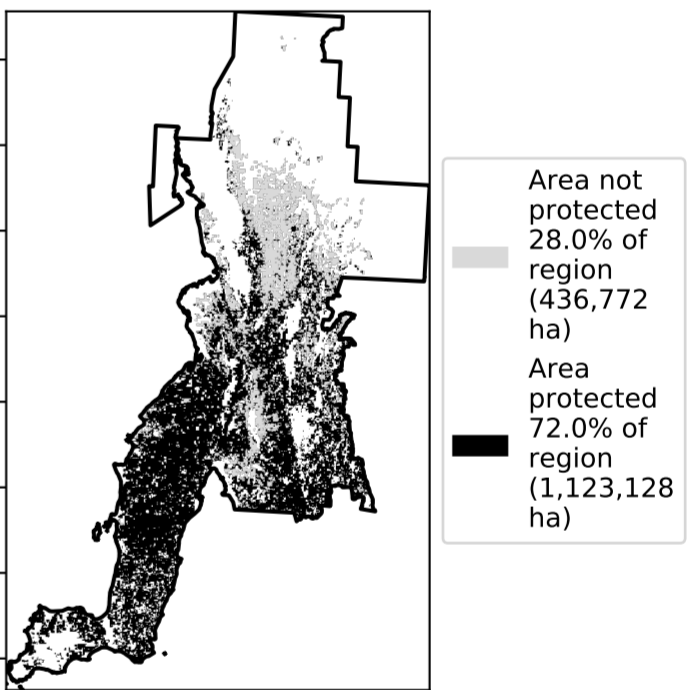 Area not
protected
28.0% of
region
(436,772
ha)
Area
protected
72.0% of
region
(1,123,128
ha)